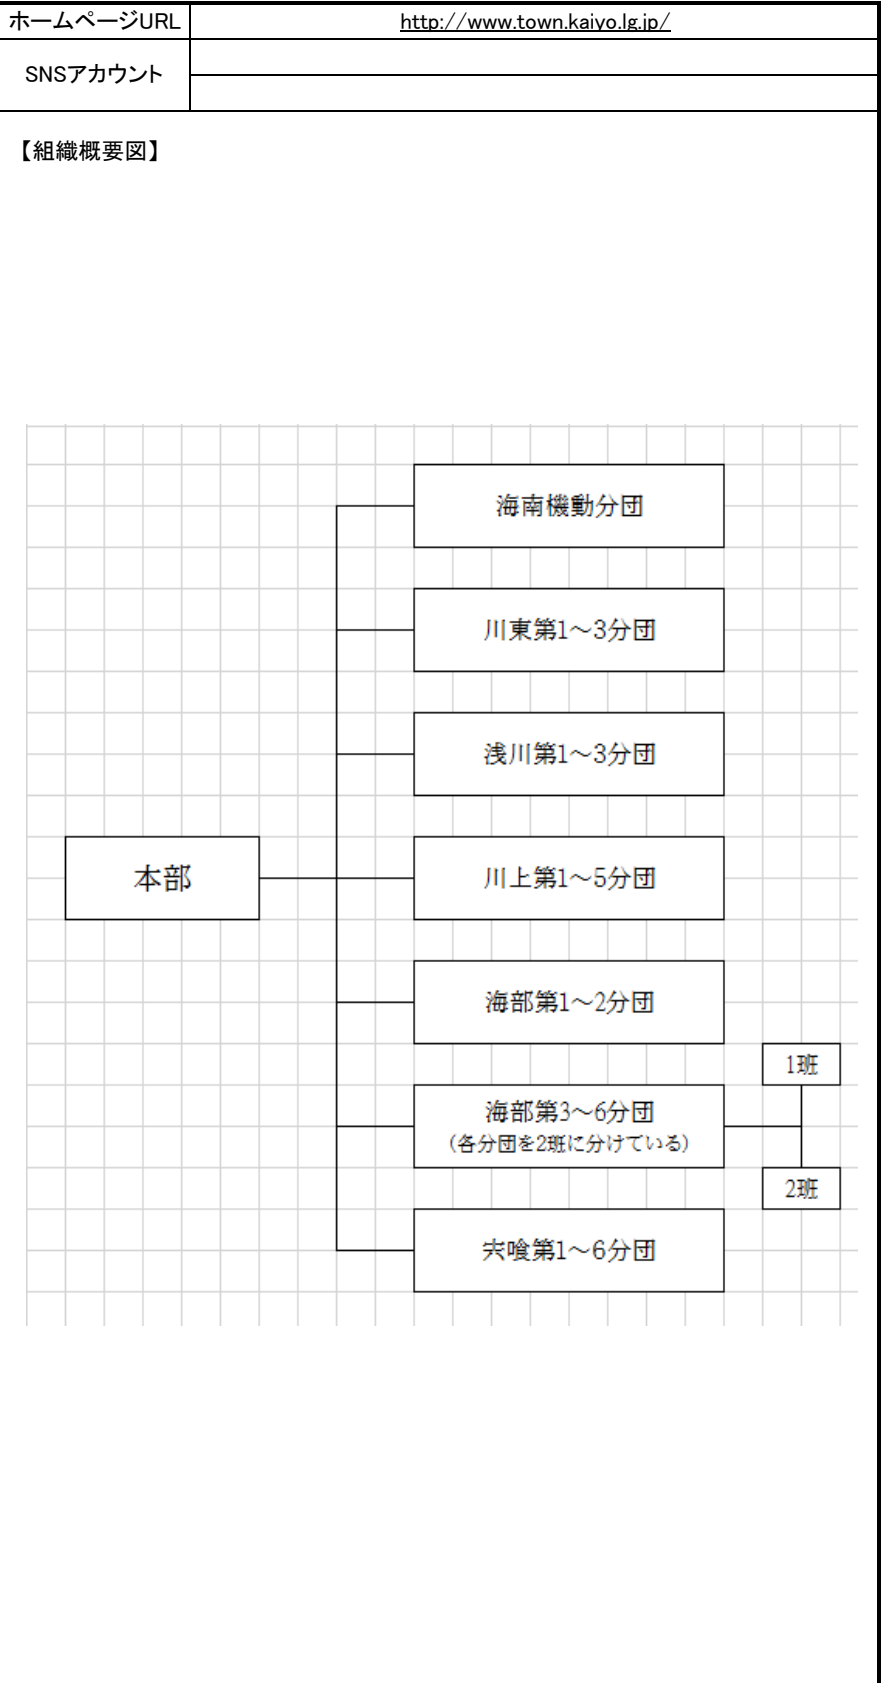 ホームページURL
http://www.town.kaiyo.lg.jp/
SNSアカウント
【組織概要図】
海南機動分団
川東第1～3分団
浅川第1～3分団
本部
川上第1～5分団
海部第1～2分団
1班
海部第3～6分団
(各分団を2班に分けている)
2班
宍喰第1～6分団